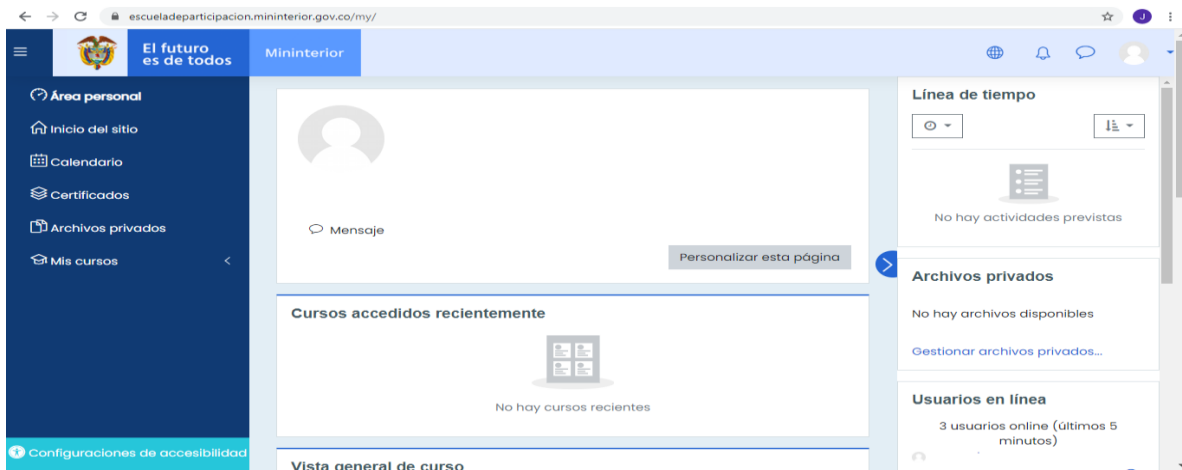 escueladeparticipacion.mininterior.gov.co/my/
J
El futuro
es de todos
Mininterior
Área personal
Inicio del sitio
Calendario
Certificados
Archivos privados
Mis cursos
Configuraciones de accesibilidad
Mensaje
Personalizar esta página
Cursos accedidos recientemente
No hay cursos recientes
Vista general de curso
Línea de tiempo
No hay actividades previstas
Archivos privados
No hay archivos disponibles
Gestionar archivos privados...
Usuarios en línea
3 usuarios online (últimos 5
minutos)